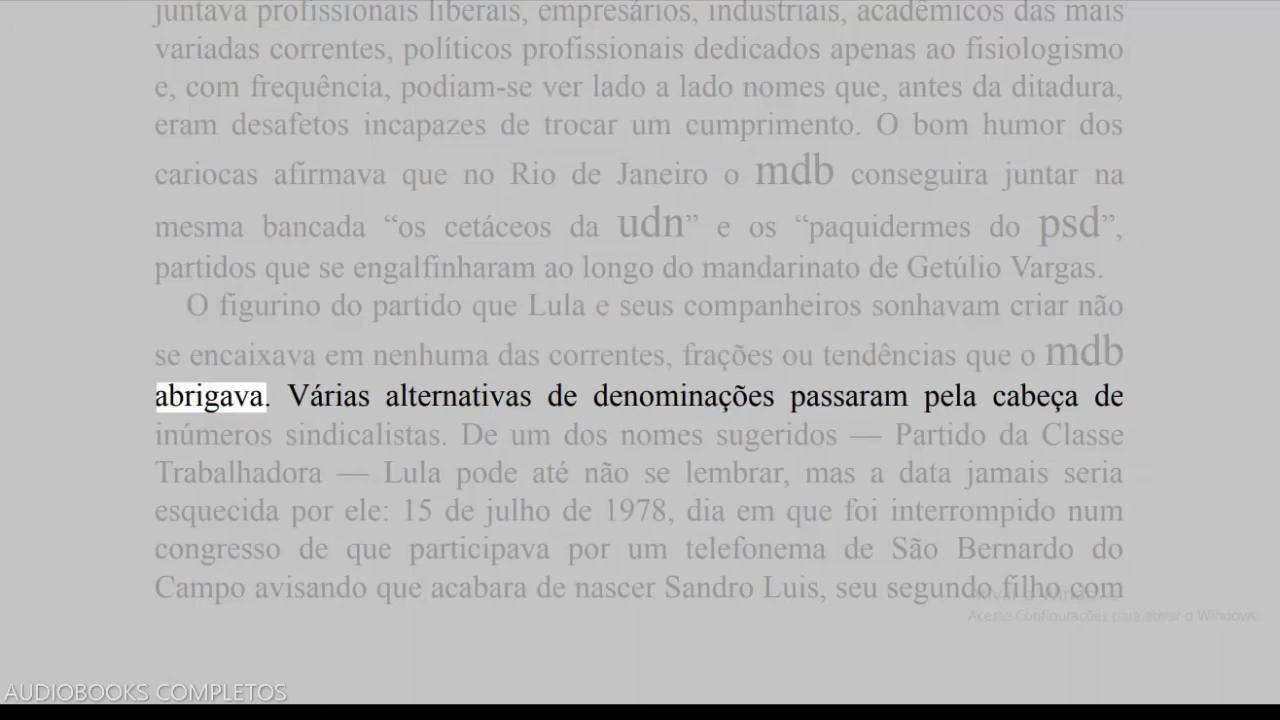 juntava profissionais liberais, empresários, industriais, acadêmicos das mais
variadas correntes, políticos profissionais dedicados apenas ao fisiologismo
e, com frequência, podiam-se ver lado a lado nomes que, antes da ditadura,
eram desafetos incapazes de trocar um cumprimento. O bom humor dos
cariocas afirmava que no Rio de Janeiro o mdb conseguira juntar na
mesma bancada “os cetáceos da udn” e os “paquidermes do psd”,
partidos que se engalfinharam ao longo do mandarinato de Getúlio Vargas.
O figurino do partido que Lula e seus companheiros sonhavam criar não
se encaixava em nenhuma das correntes, frações ou tendências que o mdb
abrigava. Várias alternativas de denominações passaram pela cabeça de
inúmeros sindicalistas. De um dos nomes sugeridos — Partido da Classe
Trabalhadora — Lula pode até não se lembrar, mas a data jamais seria
esquecida por ele: 15 de julho de 1978, dia em que foi interrompido num
congresso de que participava por um telefonema de São Bernardo do
Campo avisando que acabara de nascer Sandro Luis, seu segundo filho com
Ativar o Windows
Acesse Configurações para ativar o Windows.
AUDIOBOOKS COMPLETOS